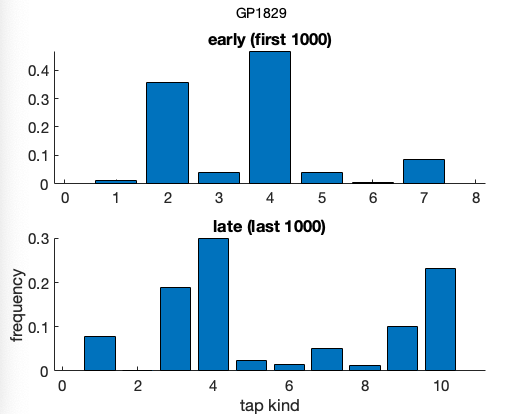 GP1829
early (first 1000)
0.4
0.3
0.2
0.1
0
0 1 2 3 4 5 6 7 8
late (last 1000)
0.3
0.2
0.1
0
frequency
0 2 4 6 8 10
tap kind